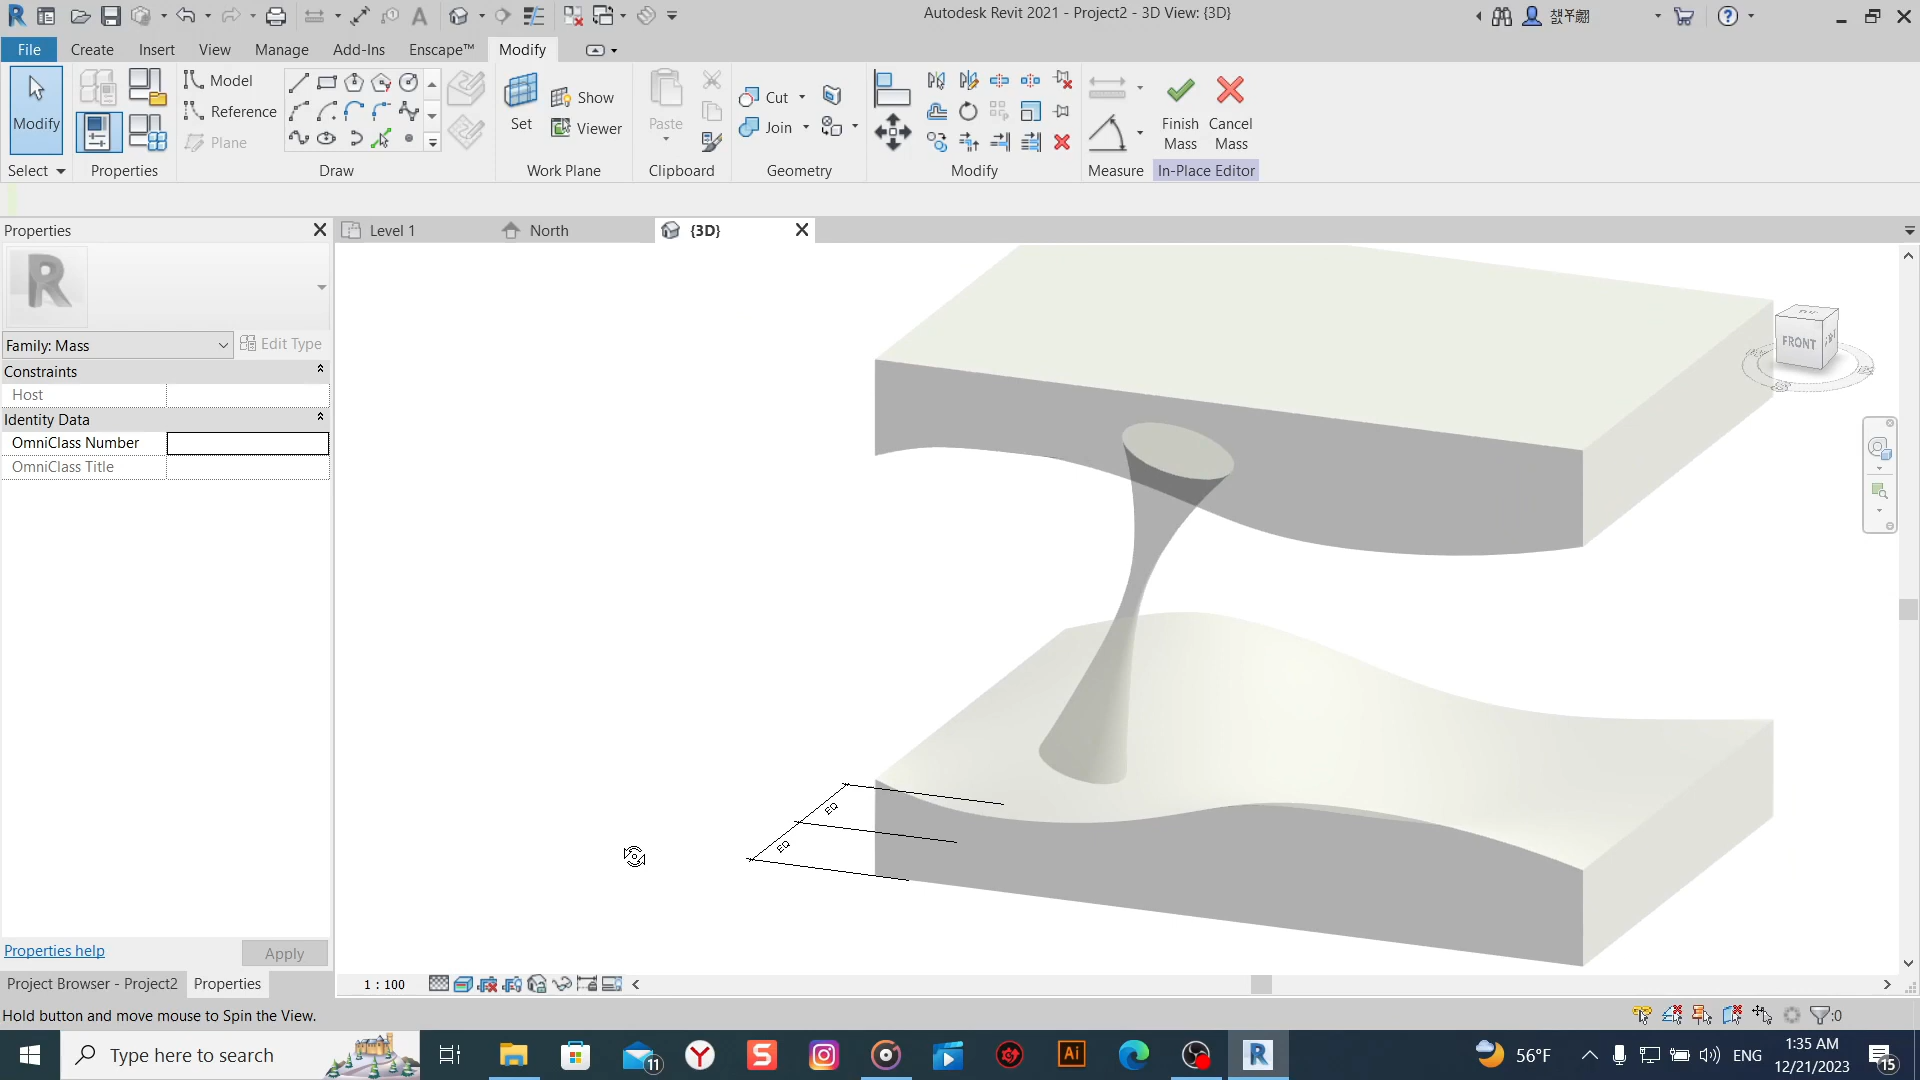 Autodesk Revit 2021 - Project2 - 3D View: {3D}
File
Create
Insert
View
Manage
Add-Ins
Enscape™
Modify
Modify
Select
Properties
Model
Reference
Plane
Draw
Set
Show
Viewer
Work Plane
Paste
Clipboard
Cut
Join
Geometry
Modify
Measure
Finish Mass
Cancel Mass
In-Place Editor
Properties
Level 1
North
{3D}
R
Family: Mass
Edit Type
Constraints
Host
Identity Data
OmniClass Number
OmniClass Title
FRONT
EQ
EQ
Properties help
Apply
Project Browser - Project2
Properties
1 : 100
Hold button and move mouse to Spin the View.
:0
Type here to search
11
56°F
ENG
1:35 AM
12/21/2023
15